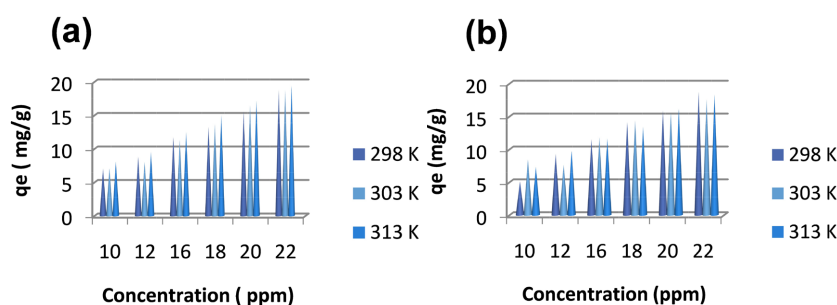 (a)
20
15
10
5
0
qe ( mg/g)
10 12 16 18 20 22
Concentration ( ppm)
298 K
303 K
313 K
(b)
20
15
10
5
0
qe (mg/g)
10 12 16 18 20 22
Concentration (ppm)
298 K
303 K
313 K